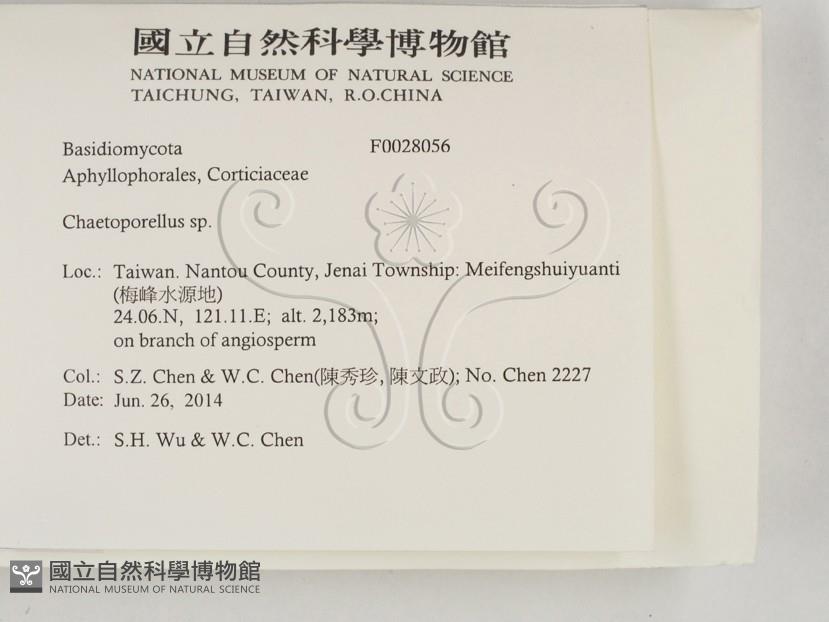 國立自然科學博物館
NATIONAL MUSEUM OF NATURAL SCIENCE
TAICHUNG, TAIWAN, R.O.CHINA
Basidiomycota F0028056
Aphyllophorales, Corticiaceae
Chaetoporellus sp.
Loc.: Taiwan. Nantou County, Jenai Township: Meifengshuiyuanti
(梅峰水源地)
24.06.N, 121.11.E; alt. 2,183m;
on branch of angiosperm
Col.: S.Z. Chen & W.C. Chen(陳秀珍, 陳文政); No. Chen 2227
Date: Jun. 26, 2014
Det.: S.H. Wu & W.C. Chen
國立自然科學博物館
NATIONAL MUSEUM OF NATURAL SCIENCE